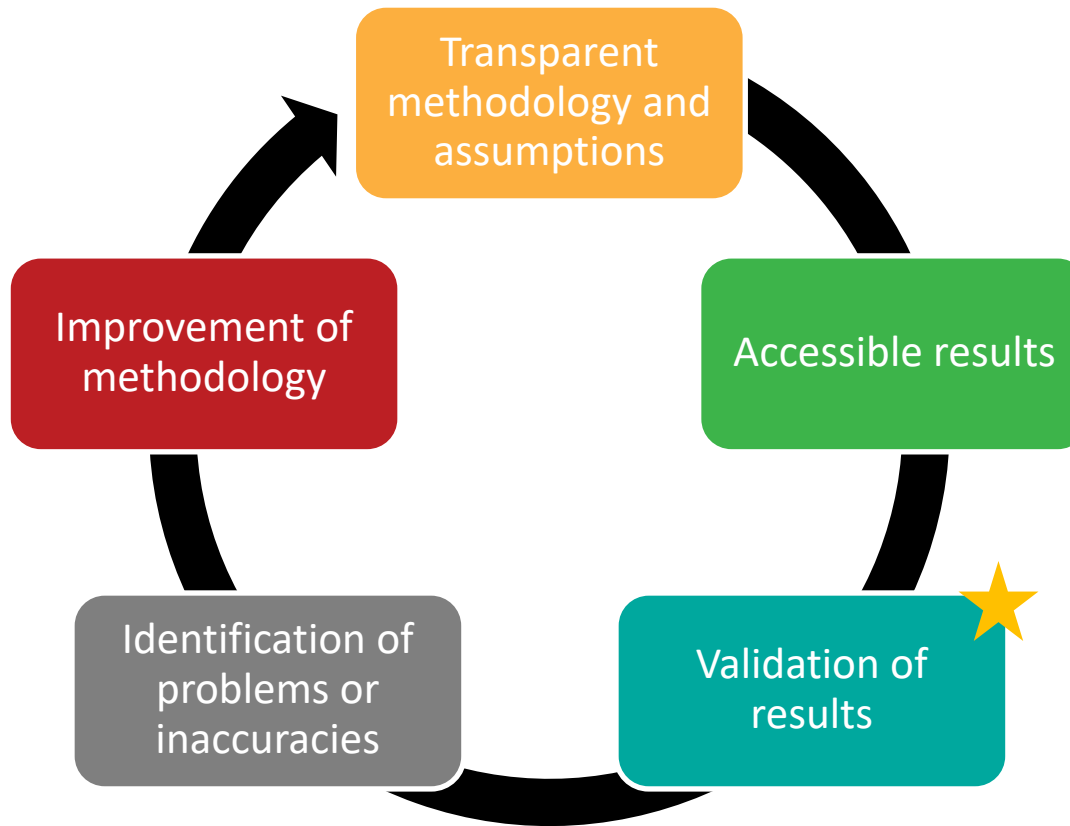 Transparent
methodology and
assumptions
Accessible results
Validation of
results
Identification of
problems or
inaccuracies
Improvement of
methodology